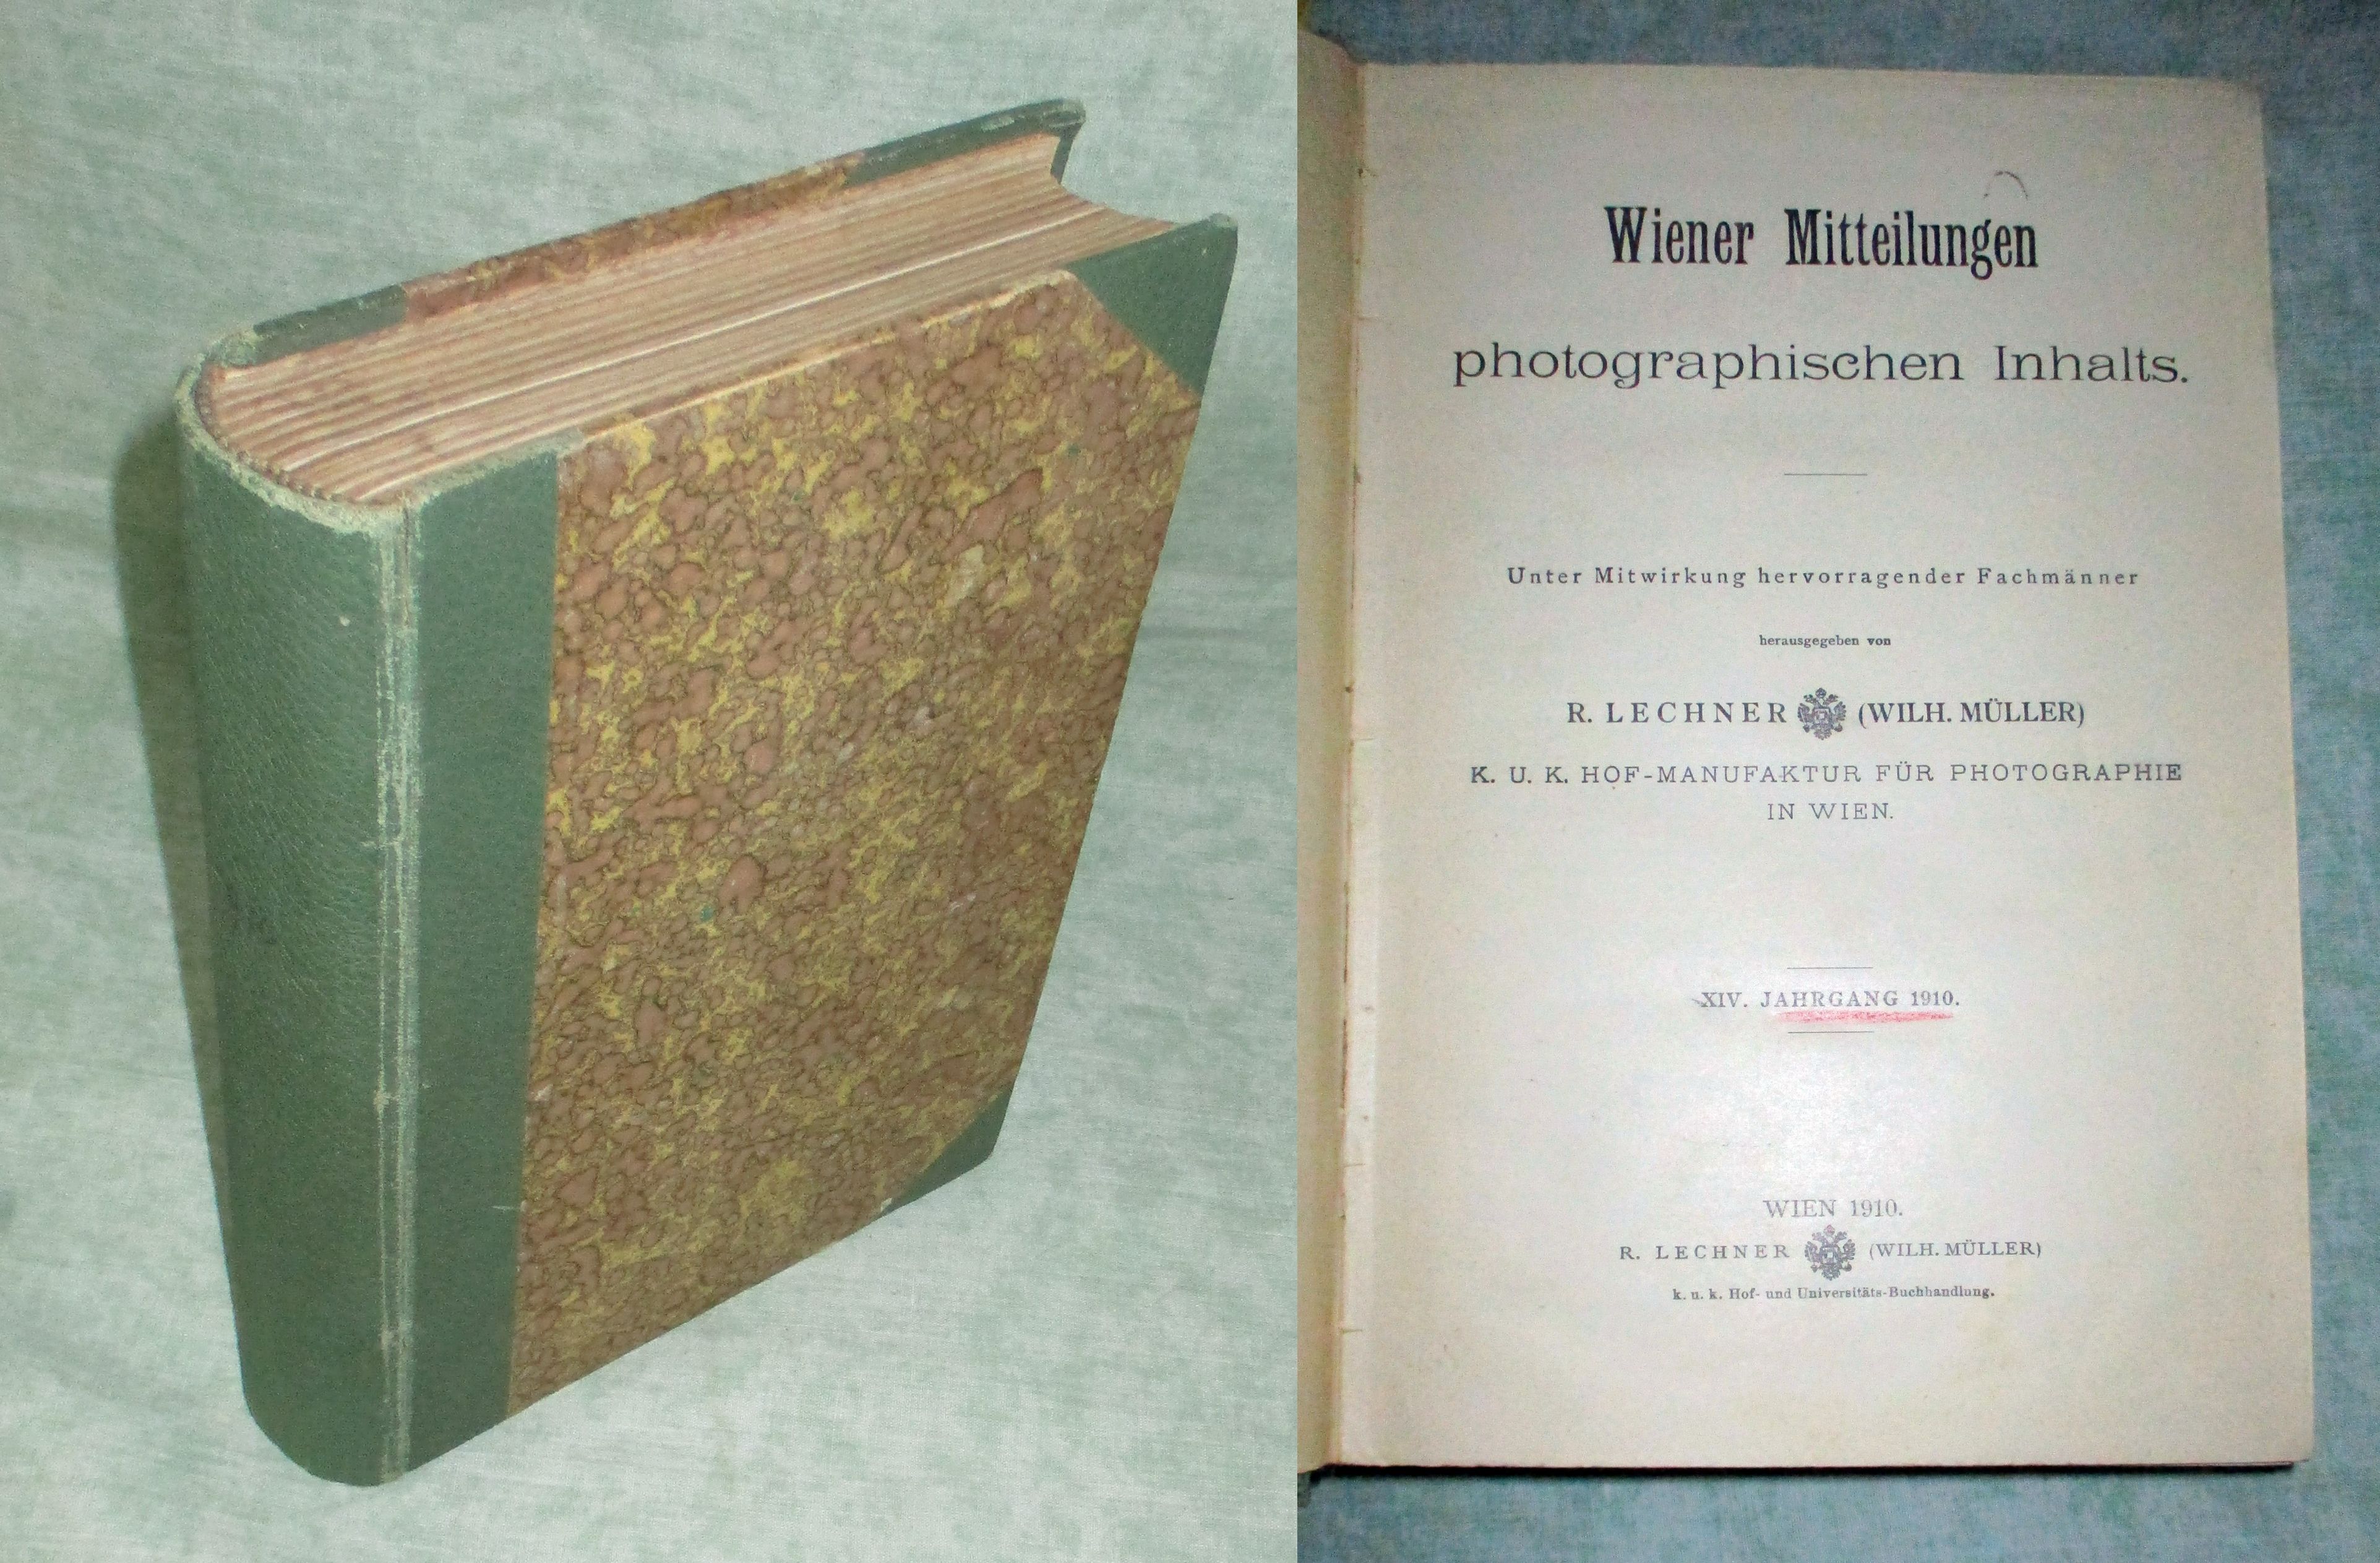 Wiener Mitteilungen
photographischen Inhalts.
Unter Mitwirkung hervorragender Fachmänner
herausgegeben von
R. LECHNER (WILH. MÜLLER)
K. U. K. HOF-MANUFAKTUR FÜR PHOTOGRAPHIE
IN WIEN.
XIV. JAHRGANG 1910.
WIEN 1910.
R. LECHNER (WILH. MÜLLER)
k. u. k. Hof- und Universitäts-Buchhandlung.